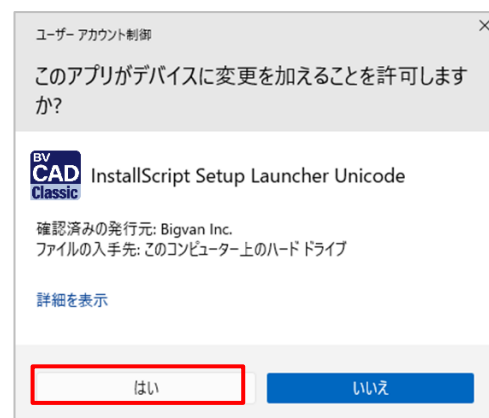 ユーザー アカウント制御
このアプリがデバイスに変更を加えることを許可します
か?
BV
CAD
Classic
InstallScript Setup Launcher Unicode
確認済みの発行元: Bigvan Inc.
ファイルの入手先: このコンピューター上のハード ドライブ
詳細を表示
はい
いいえ